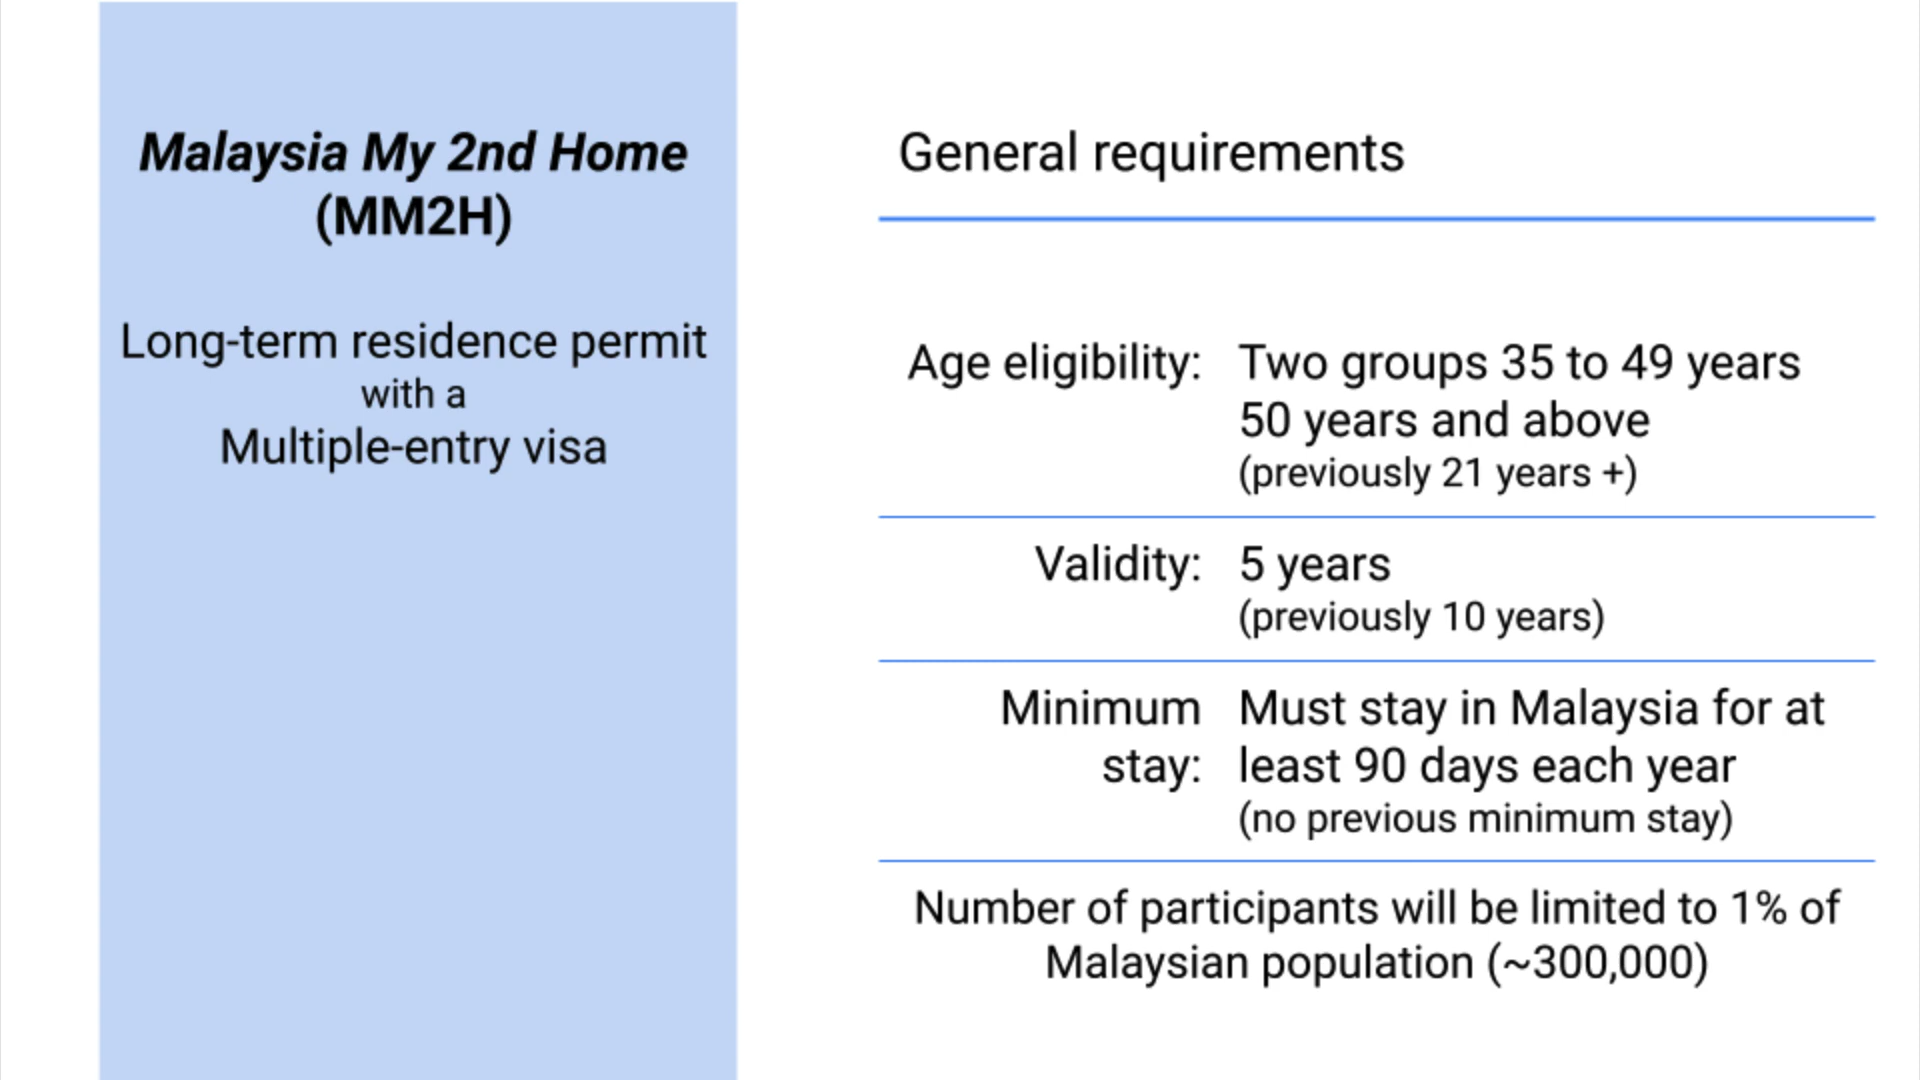 Malaysia My 2nd Home
(MM2H)
Long-term residence permit
with a
Multiple-entry visa
General requirements
Age eligibility: Two groups 35 to 49 years
50 years and above
(previously 21 years +)
Validity: 5 years
(previously 10 years)
Minimum Must stay in Malaysia for at
stay: least 90 days each year
(no previous minimum stay)
Number of participants will be limited to 1% of
Malaysian population (~300,000)